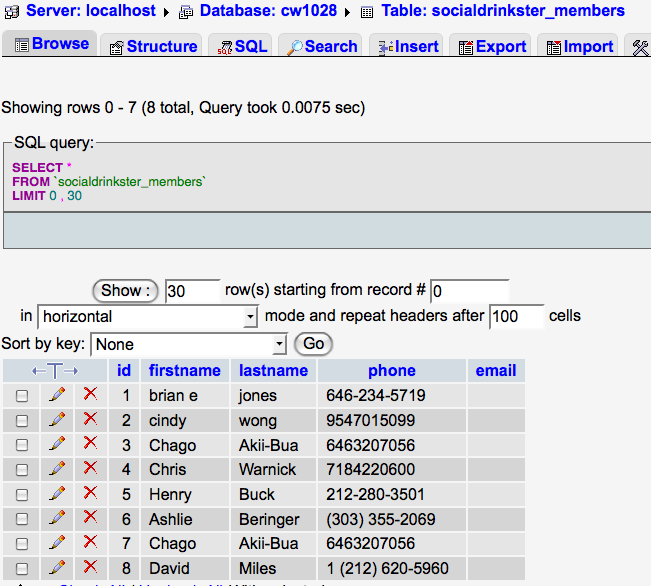 Server: localhost Database: cw1028 Table: socialdrinkster_members
Browse Structure SQL Search Insert Export Import
Showing rows 0 - 7 (8 total, Query took 0.0075 sec)
SQL query:
SELECT *
FROM `socialdrinkster_members`
LIMIT 0 , 30
Show : 30 row(s) starting from record # 0
in horizontal mode and repeat headers after 100 cells
Sort by key: None Go
←T→ id firstname lastname phone email
1 brian e jones 646-234-5719
2 cindy wong 9547015099
3 Chago Akii-Bua 6463207056
4 Chris Warnick 7184220600
5 Henry Buck 212-280-3501
6 Ashlie Beringer (303) 355-2069
7 Chago Akii-Bua 6463207056
8 David Miles 1 (212) 620-5960